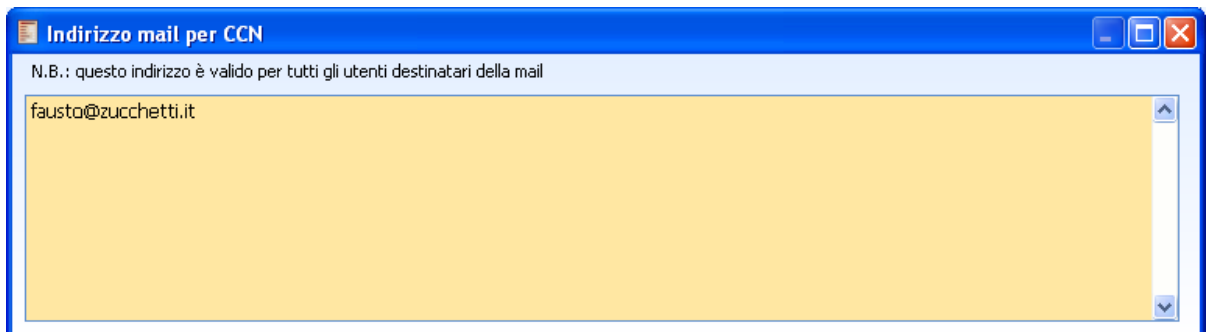 Indirizzo mail per CCN
N.B.: questo indirizzo è valido per tutti gli utenti destinatari della mail
fausto@zucchetti.it